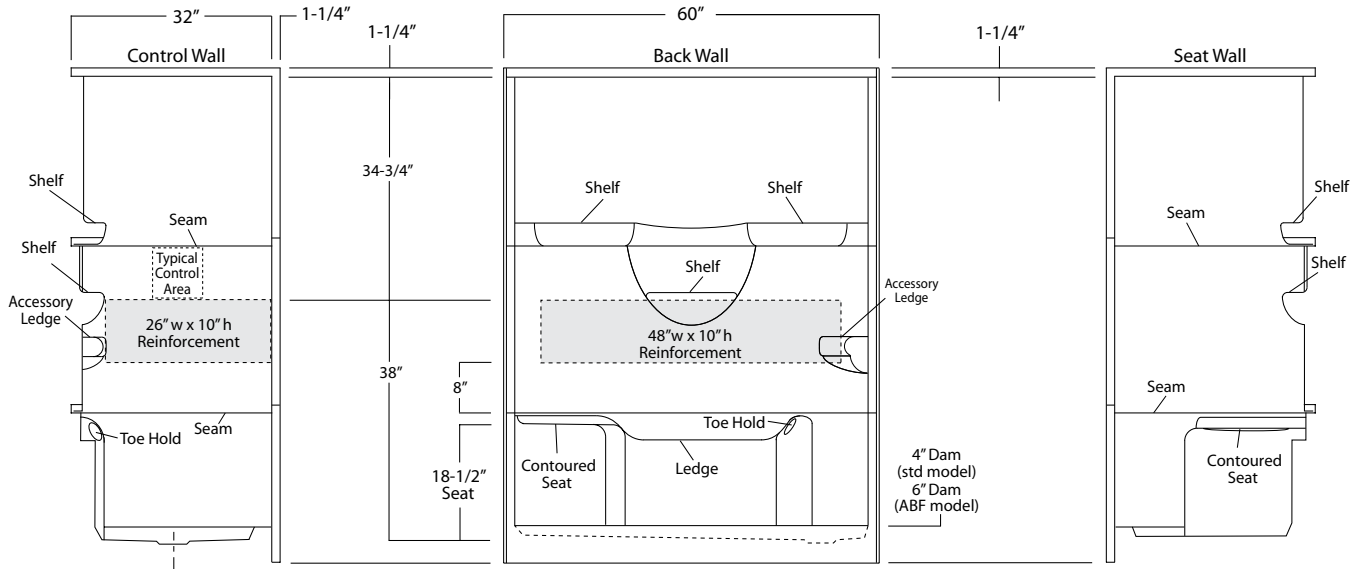 32”
1-1/4”
1-1/4”
60”
1-1/4”
Control Wall
Back Wall
Seat Wall
34-3/4”
Shelf
Seam
Shelf
Typical
Control
Area
Accessory
Ledge
26” w x 10” h
Reinforcement
Toe Hold
Seam
38”
8”
18-1/2”
Seat
Shelf
Shelf
Shelf
Accessory
Ledge
48”w x 10” h
Reinforcement
Toe Hold
Contoured
Seat
Ledge
4” Dam
(std model)
6” Dam
(ABF model)
Shelf
Seam
Shelf
Seam
Contoured
Seat